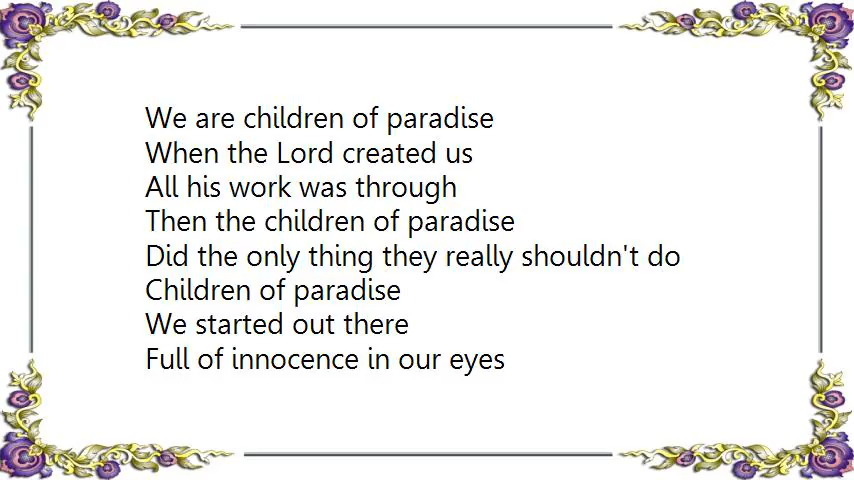 We are children of paradise
When the Lord created us
All his work was through
Then the children of paradise
Did the only thing they really shouldn't do
Children of paradise
We started out there
Full of innocence in our eyes